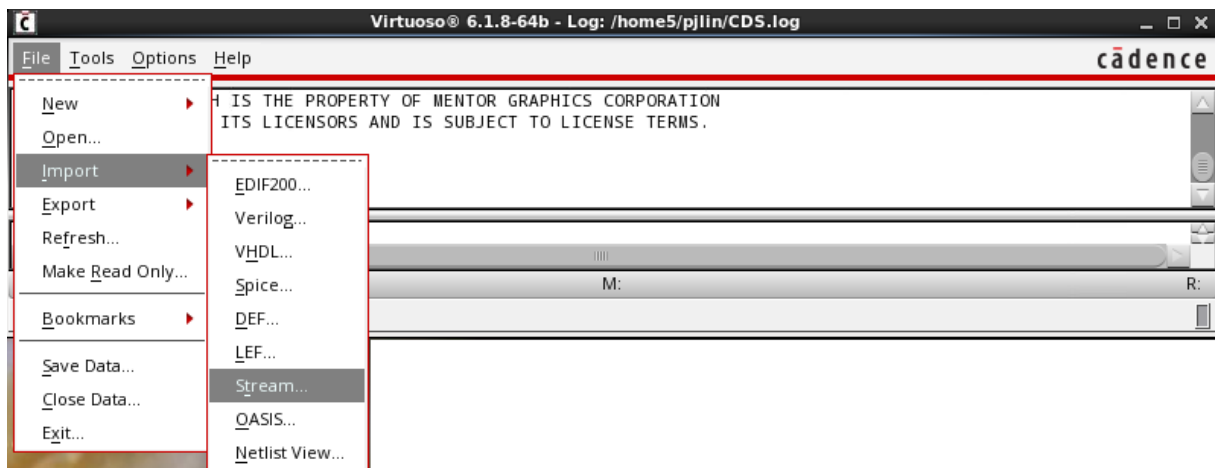 Virtuoso® 6.1.8-64b - Log: /home5/pjlin/CDS.log
File Tools Options Help
cādence
H IS THE PROPERTY OF MENTOR GRAPHICS CORPORATION
ITS LICENSORS AND IS SUBJECT TO LICENSE TERMS.
New
Open...
Import
Export
Refresh...
Make Read Only...
Bookmarks
Save Data...
Close Data...
Exit...
EDIF200...
Verilog...
VHDL...
Spice...
DEF...
LEF...
Stream...
OASIS...
Netlist View...
M:
R: